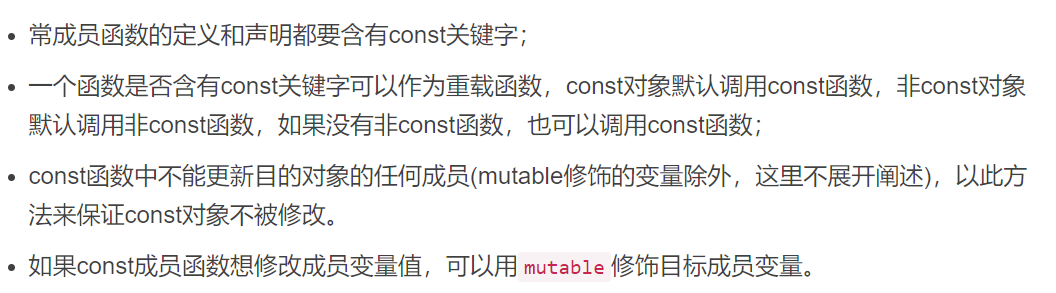 常成员函数的定义和声明都要含有const关键字；
一个函数是否含有const关键字可以作为重载函数，const对象默认调用const函数，非const对象
默认调用非const函数，如果没有非const函数，也可以调用const函数；
const函数中不能更新目的对象的任何成员(mutable修饰的变量除外，这里不展开阐述)，以此方
法来保证const对象不被修改。
如果const成员函数想修改成员变量值，可以用mutable修饰目标成员变量。